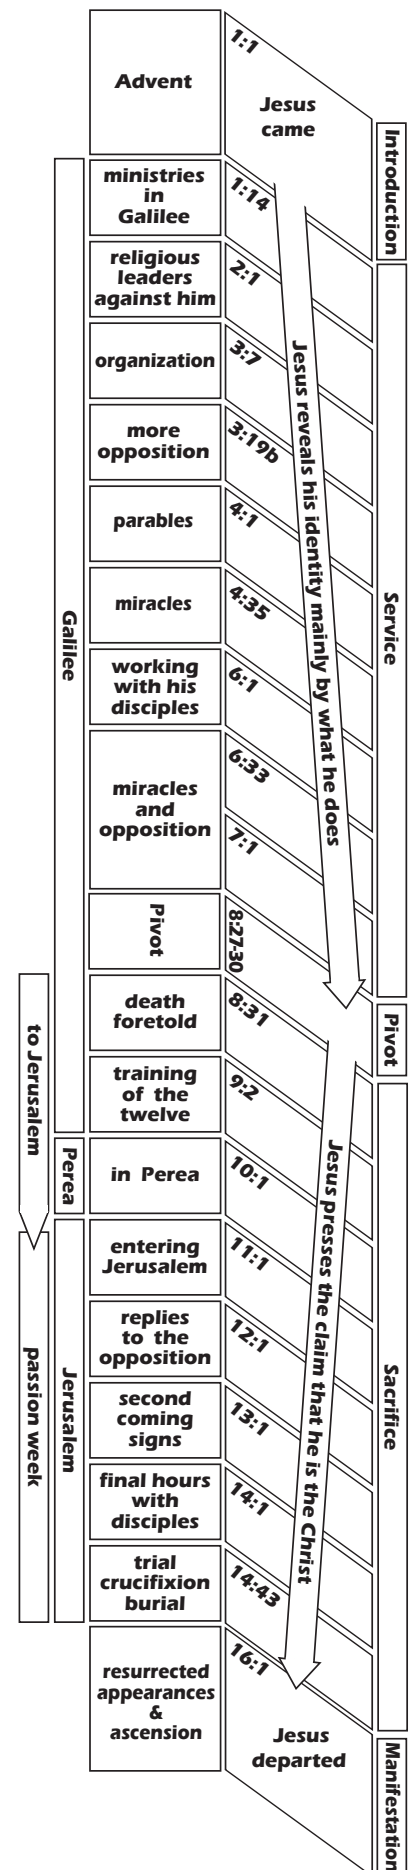 Advent
1:1
Jesus
came
Introduction
ministries
in
Galilee
1:14
religious
leaders
against him
2:1
organization
3:7
more
opposition
3:19b
parables
4:1
miracles
4:35
working
with his
disciples
6:1
miracles
and
opposition
6:33
7:1
Galilee
Jesus reveals his identity mainly by what he does
Service
Pivot
8:27-30
Pivot
death
foretold
8:31
training
of the
twelve
9:2
to Jerusalem
in Perea
10:1
Perea
entering
Jerusalem
11:1
replies
to the
opposition
12:1
second
coming
signs
13:1
final hours
with
disciples
14:1
trial
crucifixion
burial
14:43
passion week
Jerusalem
Jesus presses the claim that he is the Christ
Sacrifice
resurrected
appearances
&
ascension
16:1
Jesus
departed
Manifestation